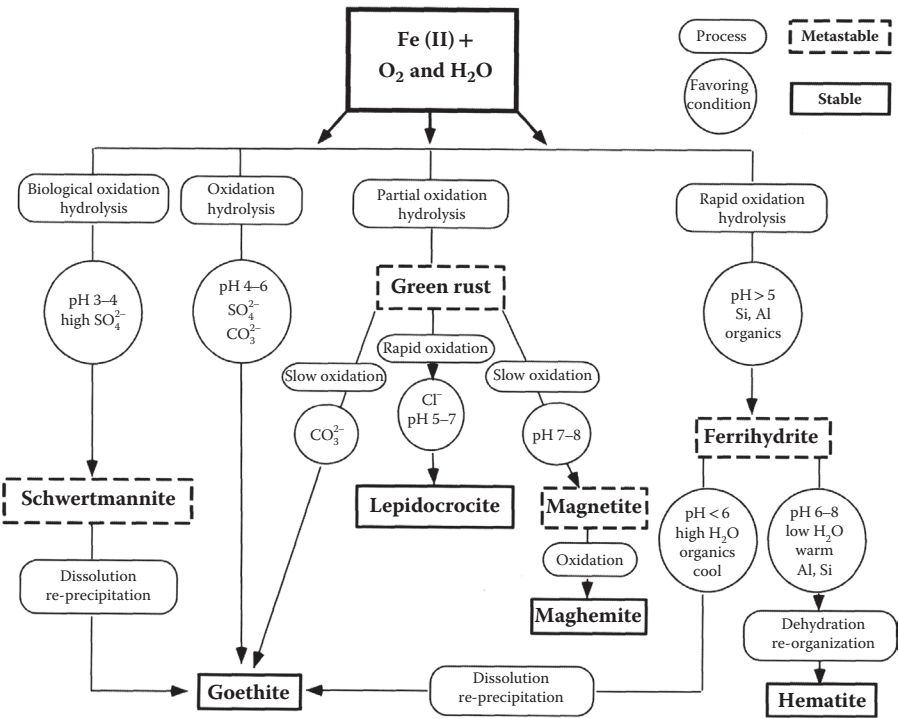 Fe (II) +
O₂ and H₂O
Process
Metastable
Favoring
condition
Stable
Biological oxidation
hydrolysis
Oxidation
hydrolysis
Partial oxidation
hydrolysis
Rapid oxidation
hydrolysis
pH 3–4
high SO₄²⁻
pH 4–6
SO₄²⁻
CO₃²⁻
Green rust
pH > 5
Si, Al
organics
Slow oxidation
Rapid oxidation
Slow oxidation
CO₃²⁻
Cl⁻
pH 5–7
pH 7–8
Ferrihydrite
Schwertmannite
Lepidocrocite
Magnetite
pH < 6
high H₂O
organics
cool
pH 6–8
low H₂O
warm
Al, Si
Dissolution
re-precipitation
Oxidation
Maghemite
Dehydration
re-organization
Goethite
Dissolution
re-precipitation
Hematite